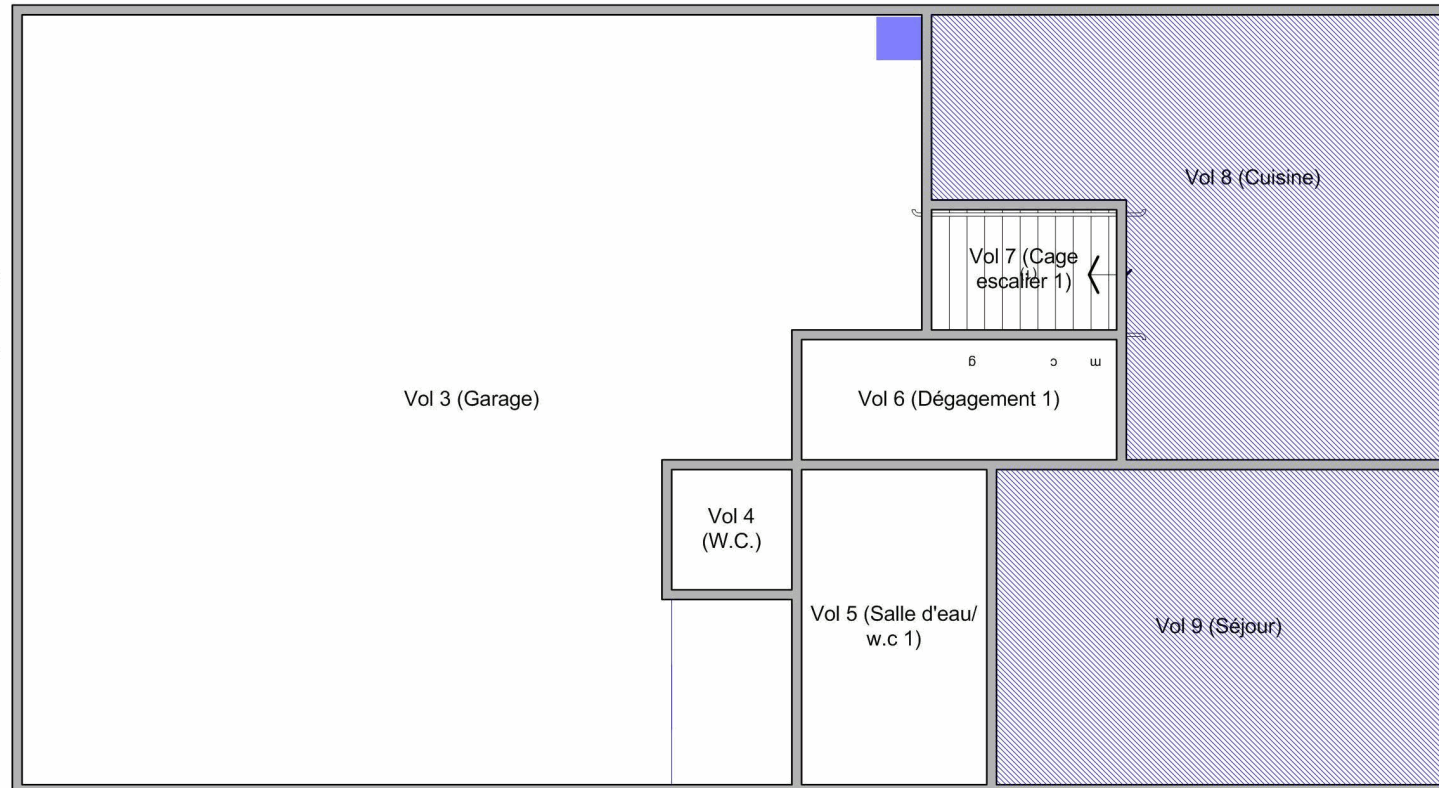 Vol 8 (Cuisine)
Vol 7 (Cage
escalier 1)
g c m
Vol 3 (Garage)
Vol 6 (Dégagement 1)
Vol 4
(W.C.)
Vol 5 (Salle d'eau/
w.c 1)
Vol 9 (Séjour)